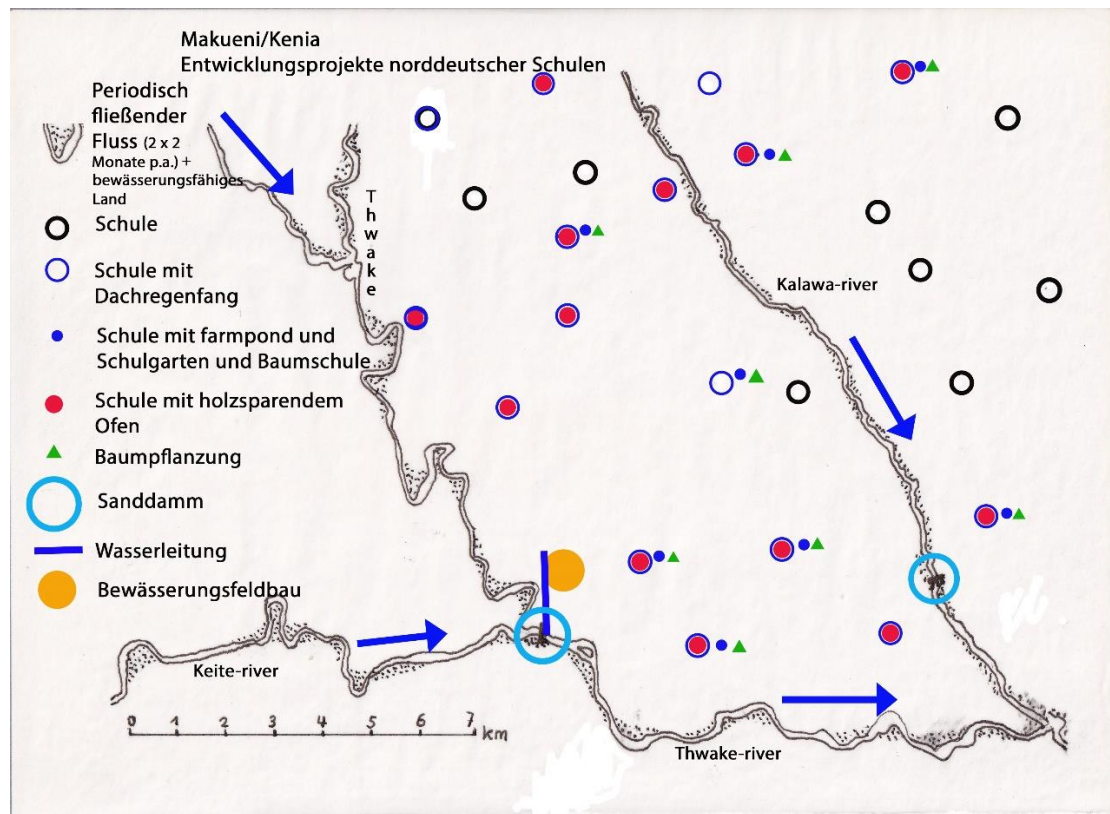 Makueni/Kenia
Entwicklungsprojekte norddeutscher Schulen
Periodisch
fließender
Fluss (2 x 2
Monate p.a.) +
bewässerungsfähiges
Land
Schule
Schule mit
Dachregenfang
Schule mit farmpond und
Schulgarten und Baumschule
Schule mit holzsparendem
Ofen
Baumpflanzung
Sanddamm
Wasserleitung
Bewässerungsfeldbau
Thwake
Kalawa-river
Keite-river
Thwake-river
0 1 2 3 4 5 6 7 km